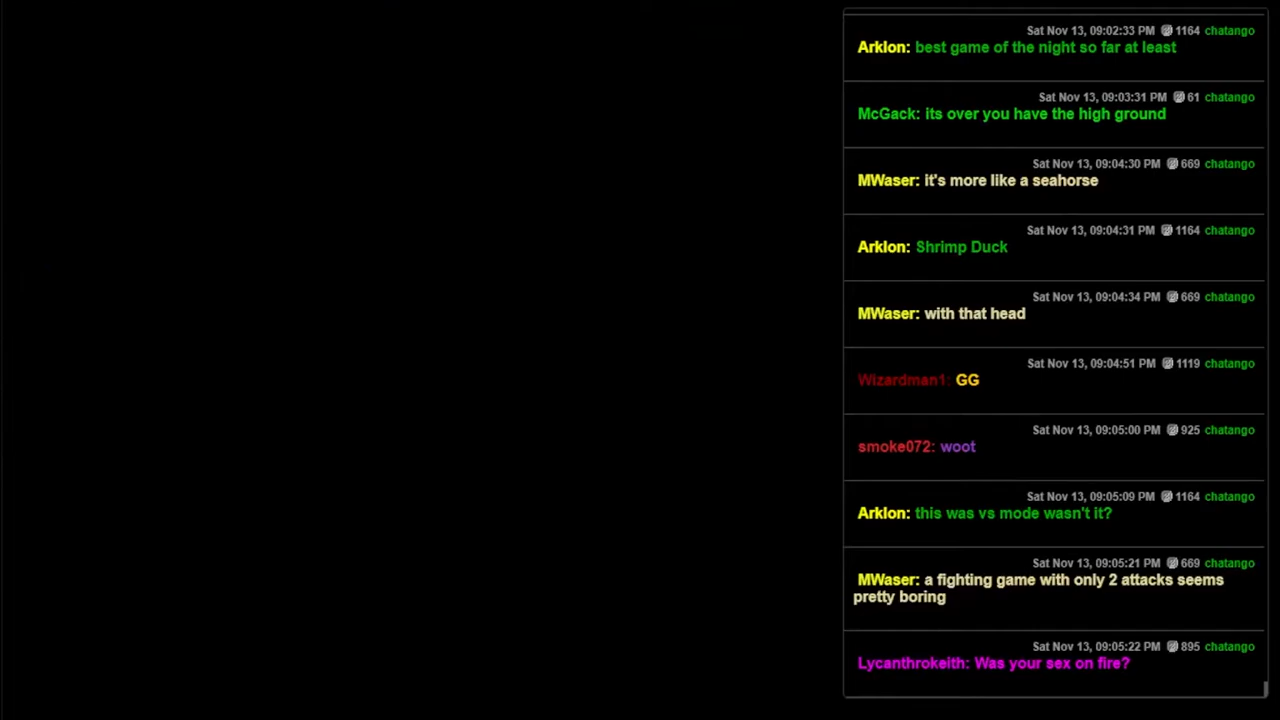 Sat Nov 13, 09:02:33 PM 1164 chatango
Arklon: best game of the night so far at least
Sat Nov 13, 09:03:31 PM 61 chatango
McGack: its over you have the high ground
Sat Nov 13, 09:04:30 PM 669 chatango
MWaser: it's more like a seahorse
Sat Nov 13, 09:04:31 PM 1164 chatango
Arklon: Shrimp Duck
Sat Nov 13, 09:04:34 PM 669 chatango
MWaser: with that head
Sat Nov 13, 09:04:51 PM 1119 chatango
Wizardman1: GG
Sat Nov 13, 09:05:00 PM 925 chatango
smoke072: woot
Sat Nov 13, 09:05:09 PM 1164 chatango
Arklon: this was vs mode wasn't it?
Sat Nov 13, 09:05:21 PM 669 chatango
MWaser: a fighting game with only 2 attacks seems
pretty boring
Sat Nov 13, 09:05:22 PM 895 chatango
Lycanthrokeith: Was your sex on fire?